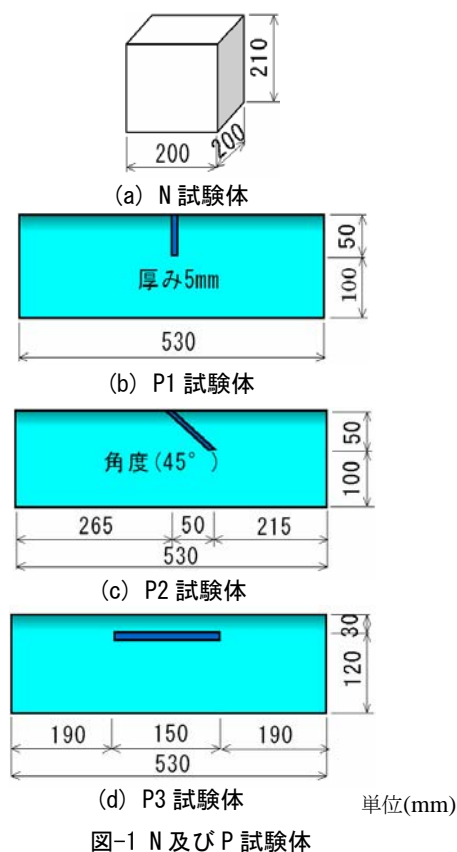 210
200
200
(a) N 試験体
50
厚み5mm
100
530
(b) P1 試験体
50
角度(45°)
100
265 50 215
530
(c) P2 試験体
30
120
190 150 190
530
(d) P3 試験体
単位(mm)
図-1 N 及び P 試験体